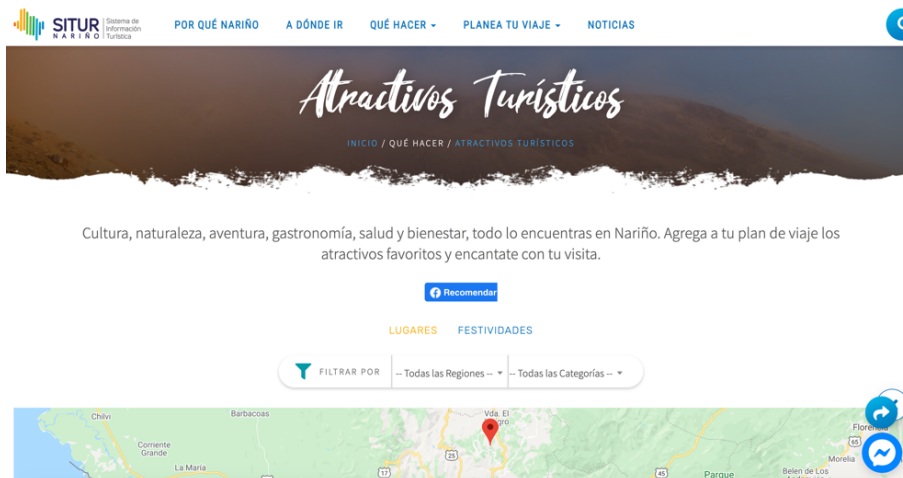 SITUR
NARIÑO
Sistema de
Información
Turística
POR QUÉ NARIÑO
A DÓNDE IR
QUÉ HACER
PLANEA TU VIAJE
NOTICIAS
Atractivos Turísticos
INICIO / QUÉ HACER / ATRACTIVOS TURÍSTICOS
Cultura, naturaleza, aventura, gastronomía, salud y bienestar, todo lo encuentras en Nariño. Agrega a tu plan de viaje los
atractivos favoritos y encantate con tu visita.
Recomendar
LUGARES FESTIVIDADES
FILTRAR POR
-- Todas las Regiones --
-- Todas las Categorías --
Chilvi
Barbacoas
Vda. El
Corriente
Grande
La Maria
25
17
45
65
Parque
Morelia
Belen de Los